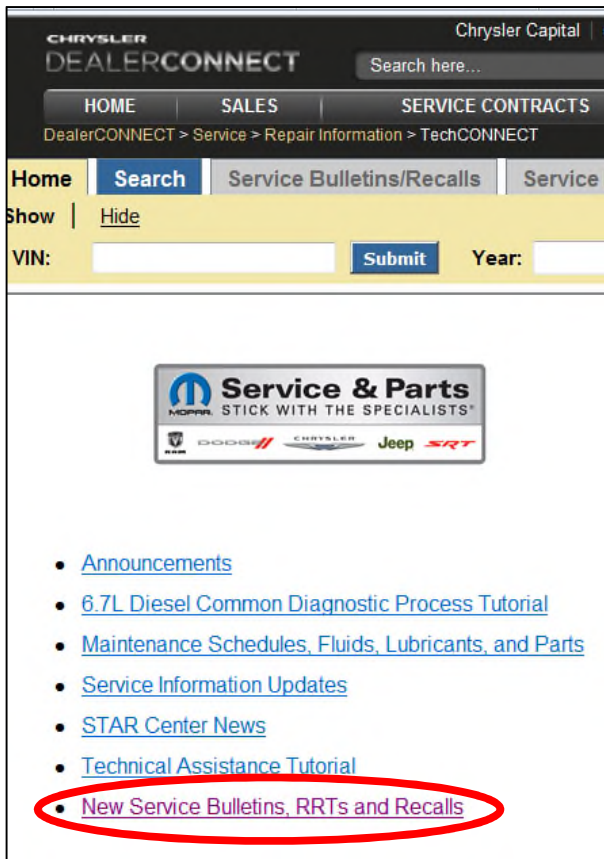 Chrysler Capital
CHRYSLER
DEALERCONNECT
Search here...
HOME SALES SERVICE CONTRACTS
DealerCONNECT > Service > Repair Information > TechCONNECT
Home Search Service Bulletins/Recalls Service
Show | Hide
VIN: Submit Year:
Service & Parts
MOPAR. STICK WITH THE SPECIALISTS®
RAM DODGE CHRYSLER Jeep SRT
• Announcements
• 6.7L Diesel Common Diagnostic Process Tutorial
• Maintenance Schedules, Fluids, Lubricants, and Parts
• Service Information Updates
• STAR Center News
• Technical Assistance Tutorial
• New Service Bulletins, RRTs and Recalls